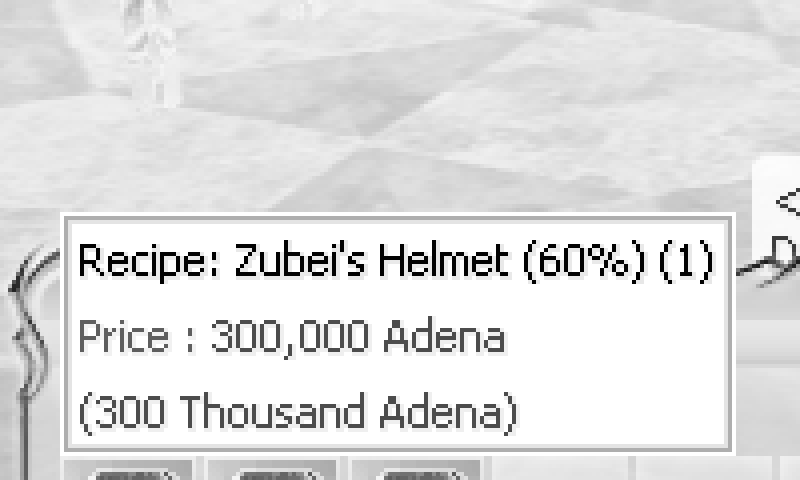 Recipe: Zubei's Helmet (60%) (1)
Price : 300,000 Adena
(300 Thousand Adena)